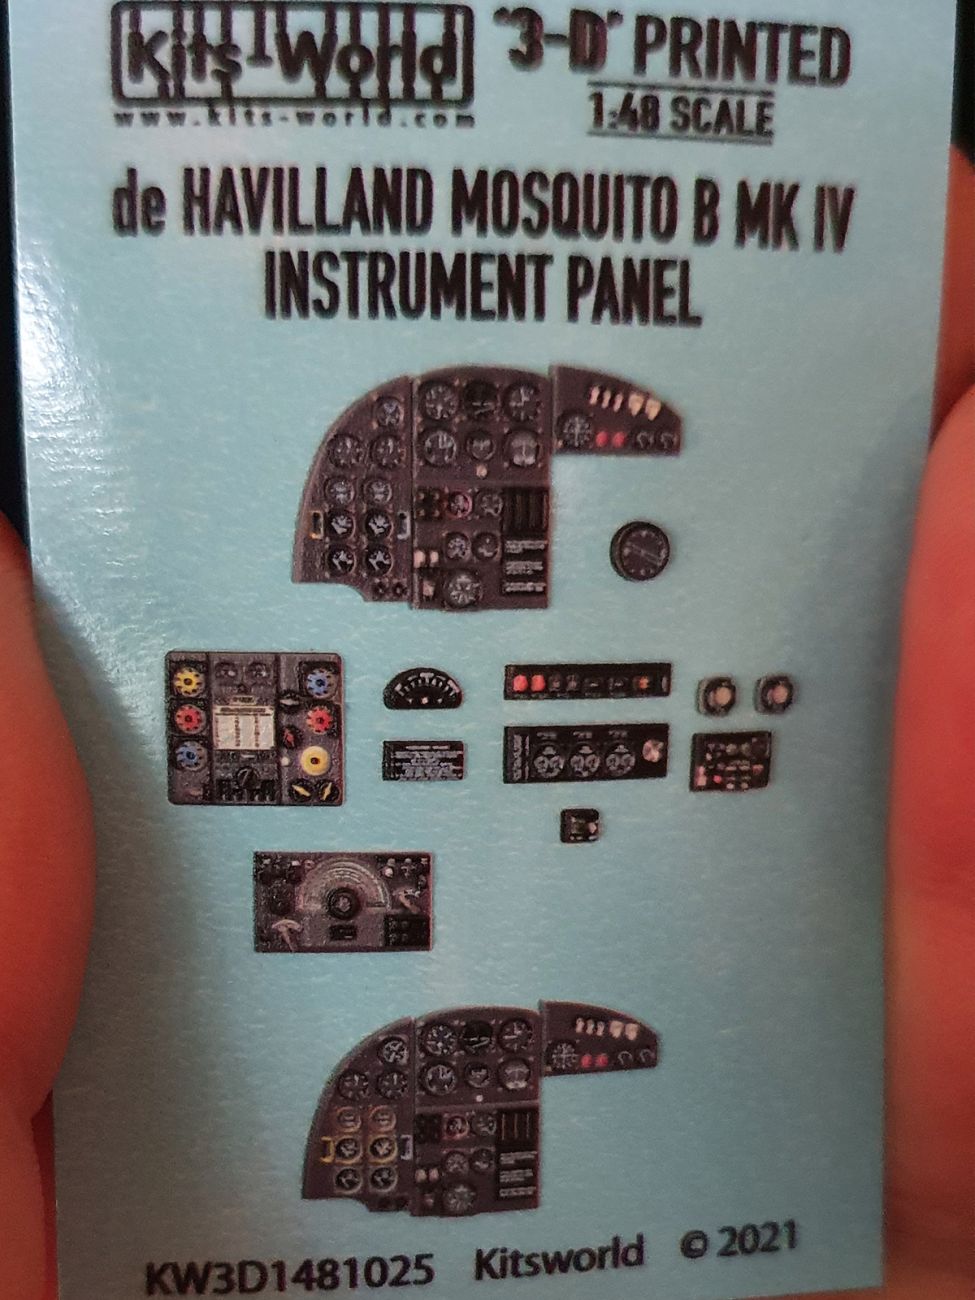 Kits-World
www.kits-world.com
"3-D" PRINTED
1:48 SCALE
de HAVILLAND MOSQUITO B MK IV
INSTRUMENT PANEL
KW3D1481025 Kitsworld © 2021